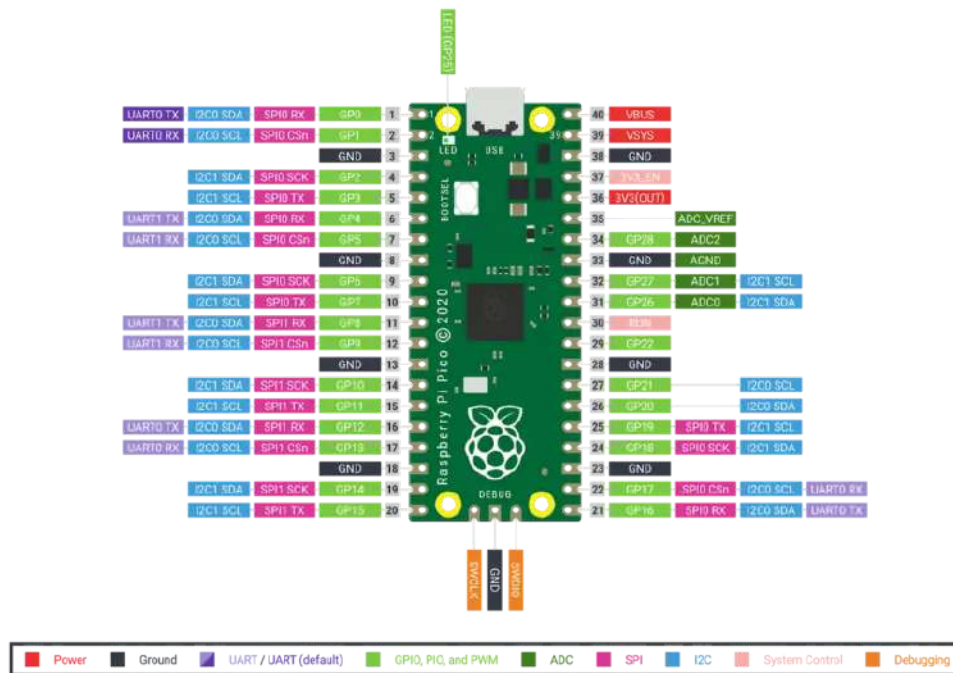 LED (GP25)
UART0 TX I2C0 SDA SPI0 RX GP0 1 1 40 VBUS
UART0 RX I2C0 SCL SPI0 CSn GP1 2 2 LED USB 39 39 VSYS
GND 3 38 GND
I2C1 SDA SPI0 SCK GP2 4 37 3V3_EN
I2C1 SCL SPI0 TX GP3 5 BOOTSEL 36 3V3(OUT)
UART1 TX I2C0 SDA SPI0 RX GP4 6 35 ADC_VREF
UART1 RX I2C0 SCL SPI0 CSn GP5 7 34 GP28 ADC2
GND 8 33 GND AGND
I2C1 SDA SPI0 SCK GP6 9 32 GP27 ADC1 I2C1 SCL
I2C1 SCL SPI0 TX GP7 10 31 GP26 ADC0 I2C1 SDA
UART1 TX I2C0 SDA SPI1 RX GP8 11 30 RUN
UART1 RX I2C0 SCL SPI1 CSn GP9 12 29 GP22
GND 13 28 GND
I2C1 SDA SPI1 SCK GP10 14 27 GP21 I2C0 SCL
I2C1 SCL SPI1 TX GP11 15 26 GP20 I2C0 SDA
UART0 TX I2C0 SDA SPI1 RX GP12 16 25 GP19 SPI0 TX I2C1 SCL
UART0 RX I2C0 SCL SPI1 CSn GP13 17 24 GP18 SPI0 SCK I2C1 SDA
GND 18 23 GND
I2C1 SDA SPI1 SCK GP14 19 22 GP17 SPI0 CSn I2C0 SCL UART0 RX
I2C1 SCL SPI1 TX GP15 20 21 GP16 SPI0 RX I2C0 SDA UART0 TX
Raspberry Pi Pico © 2020
DEBUG
SWCLK GND SWDIO
Power Ground UART / UART (default) GPIO, PIO, and PWM ADC SPI I2C System Control Debugging